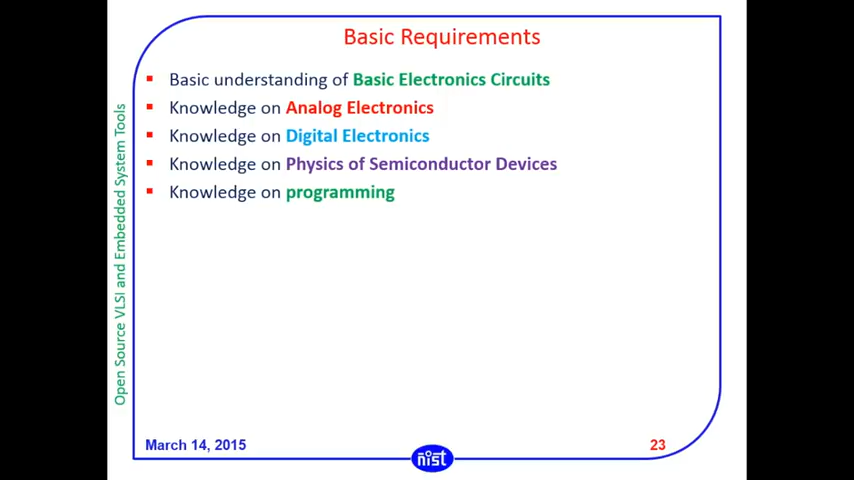 Basic Requirements
Basic understanding of Basic Electronics Circuits
Knowledge on Analog Electronics
Knowledge on Digital Electronics
Knowledge on Physics of Semiconductor Devices
Knowledge on programming
Open Source VLSI and Embedded System Tools
March 14, 2015
23
nist